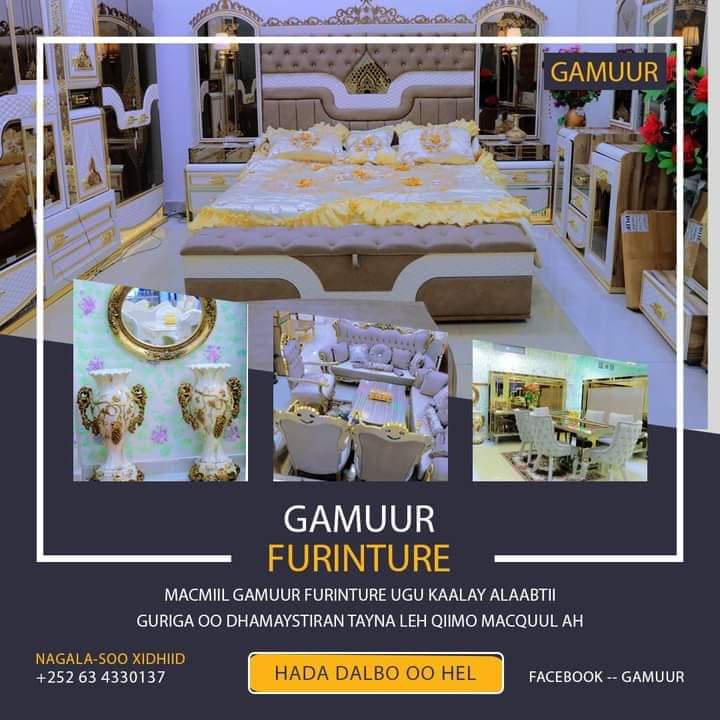 GAMUUR
GAMUUR
FURINTURE
MACMIIL GAMUUR FURINTURE UGU KAALAY ALAABTII
GURIGA OO DHAMAYSTIRAN TAYNA LEH QIIMO MACQUUL AH
NAGALA-SOO XIDHIID
+252 63 4330137
HADA DALBO OO HEL
FACEBOOK -- GAMUUR